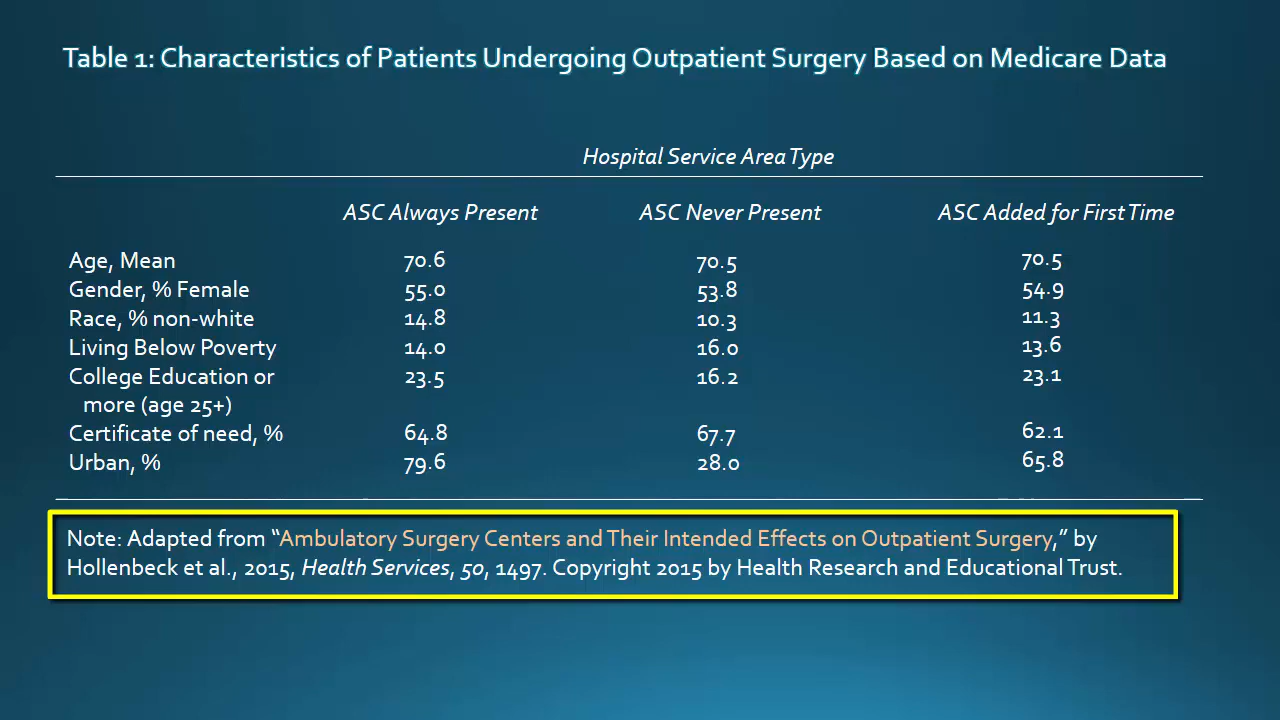 Table 1: Characteristics of Patients Undergoing Outpatient Surgery Based on Medicare Data
Hospital Service Area Type
ASC Always Present ASC Never Present ASC Added for First Time
Age, Mean 70.6 70.5 70.5
Gender, % Female 55.0 53.8 54.9
Race, % non-white 14.8 10.3 11.3
Living Below Poverty 14.0 16.0 13.6
College Education or 23.5 16.2 23.1
more (age 25+)
Certificate of need, % 64.8 67.7 62.1
Urban, % 79.6 28.0 65.8
Note: Adapted from “Ambulatory Surgery Centers and Their Intended Effects on Outpatient Surgery,” by
Hollenbeck et al., 2015, Health Services, 50, 1497. Copyright 2015 by Health Research and Educational Trust.